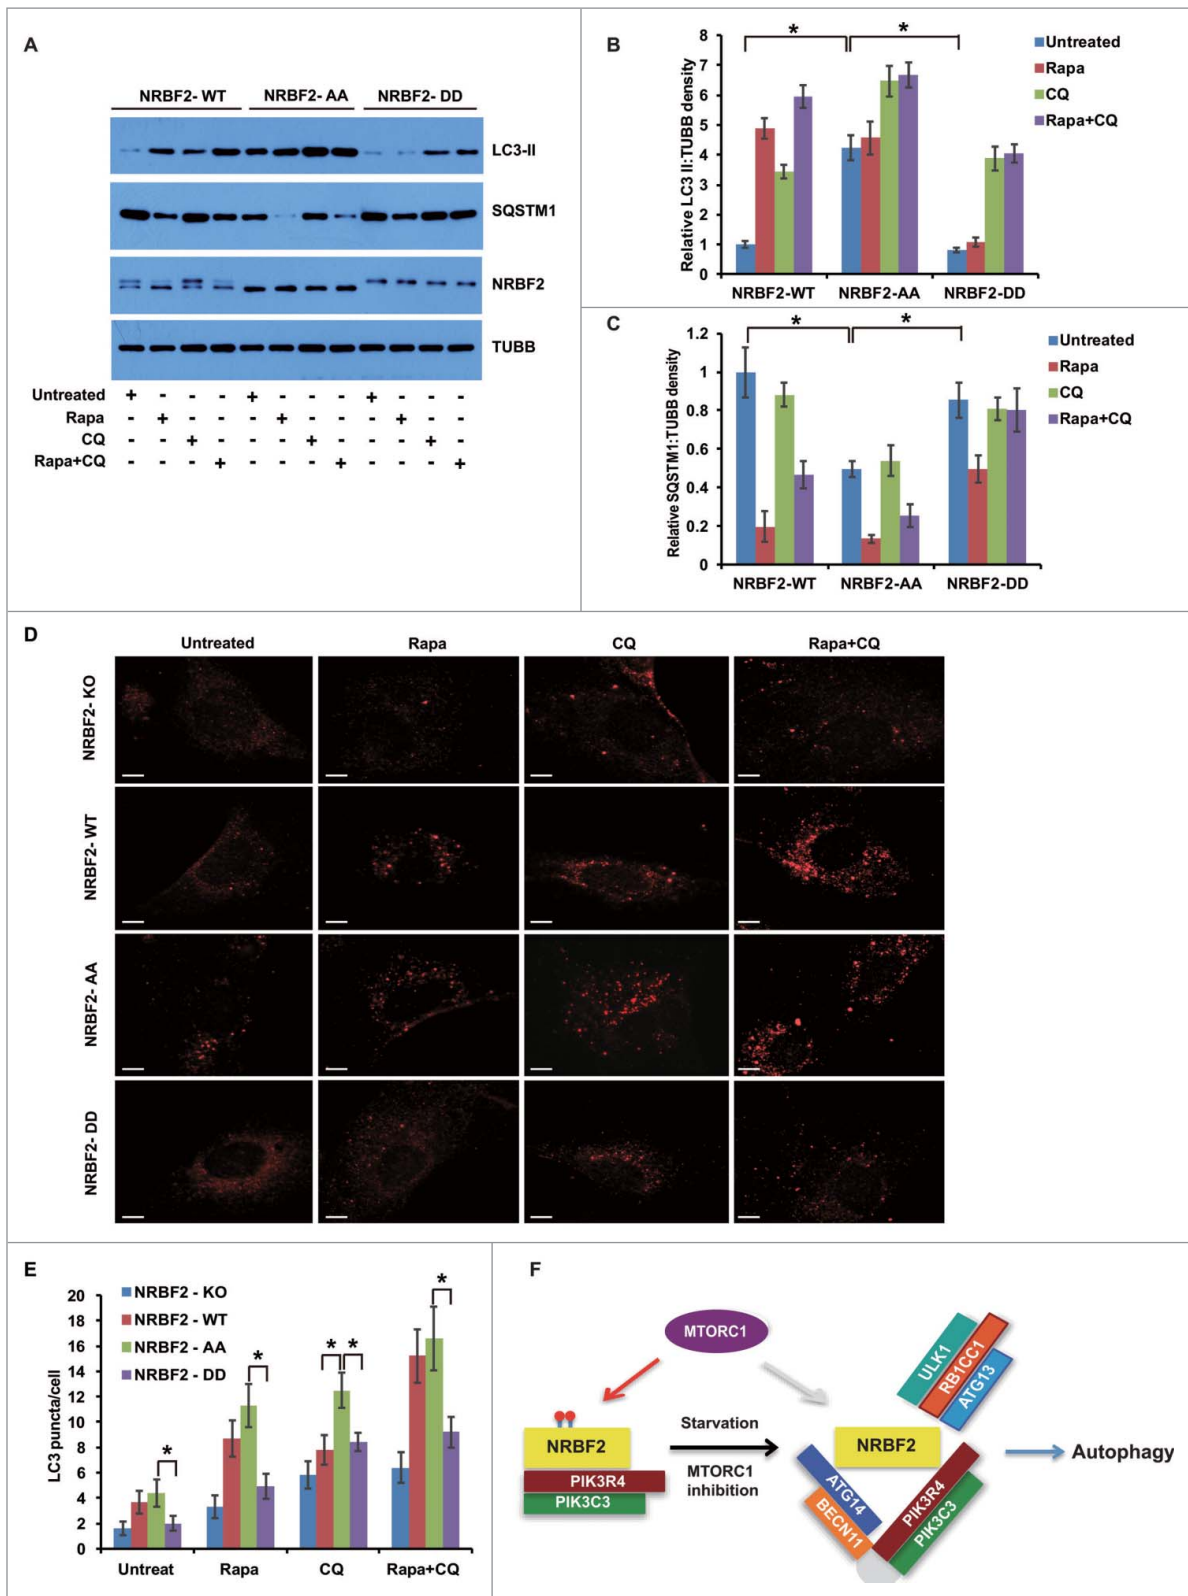 A
NRBF2- WT NRBF2- AA NRBF2- DD
LC3-II
SQSTM1
NRBF2
TUBB
Untreated + - - - + - - - + - - -
Rapa - + - - - + - - - + - -
CQ - - + - - - + - - - + -
Rapa+CQ - - - + - - - + - - - +
B
Relative LC3 II:TUBB density
8
7
6
5
4
3
2
1
0
* *
NRBF2-WT NRBF2-AA NRBF2-DD
Untreated
Rapa
CQ
Rapa+CQ
C
Relative SQSTM1:TUBB density
1.2
1
0.8
0.6
0.4
0.2
0
* *
NRBF2-WT NRBF2-AA NRBF2-DD
Untreated
Rapa
CQ
Rapa+CQ
D
Untreated Rapa CQ Rapa+CQ
NRBF2- KO
NRBF2- WT
NRBF2- AA
NRBF2- DD
E
LC3 puncta/cell
20
18
16
14
12
10
8
6
4
2
0
NRBF2 - KO
NRBF2 - WT
NRBF2 - AA
NRBF2 - DD
* * * * *
Untreat Rapa CQ Rapa+CQ
F
MTORC1
NRBF2
PIK3R4
PIK3C3
Starvation
MTORC1
inhibition
ULK1
RB1CC1
ATG13
NRBF2
ATG14
BECN11
PIK3R4
PIK3C3
Autophagy